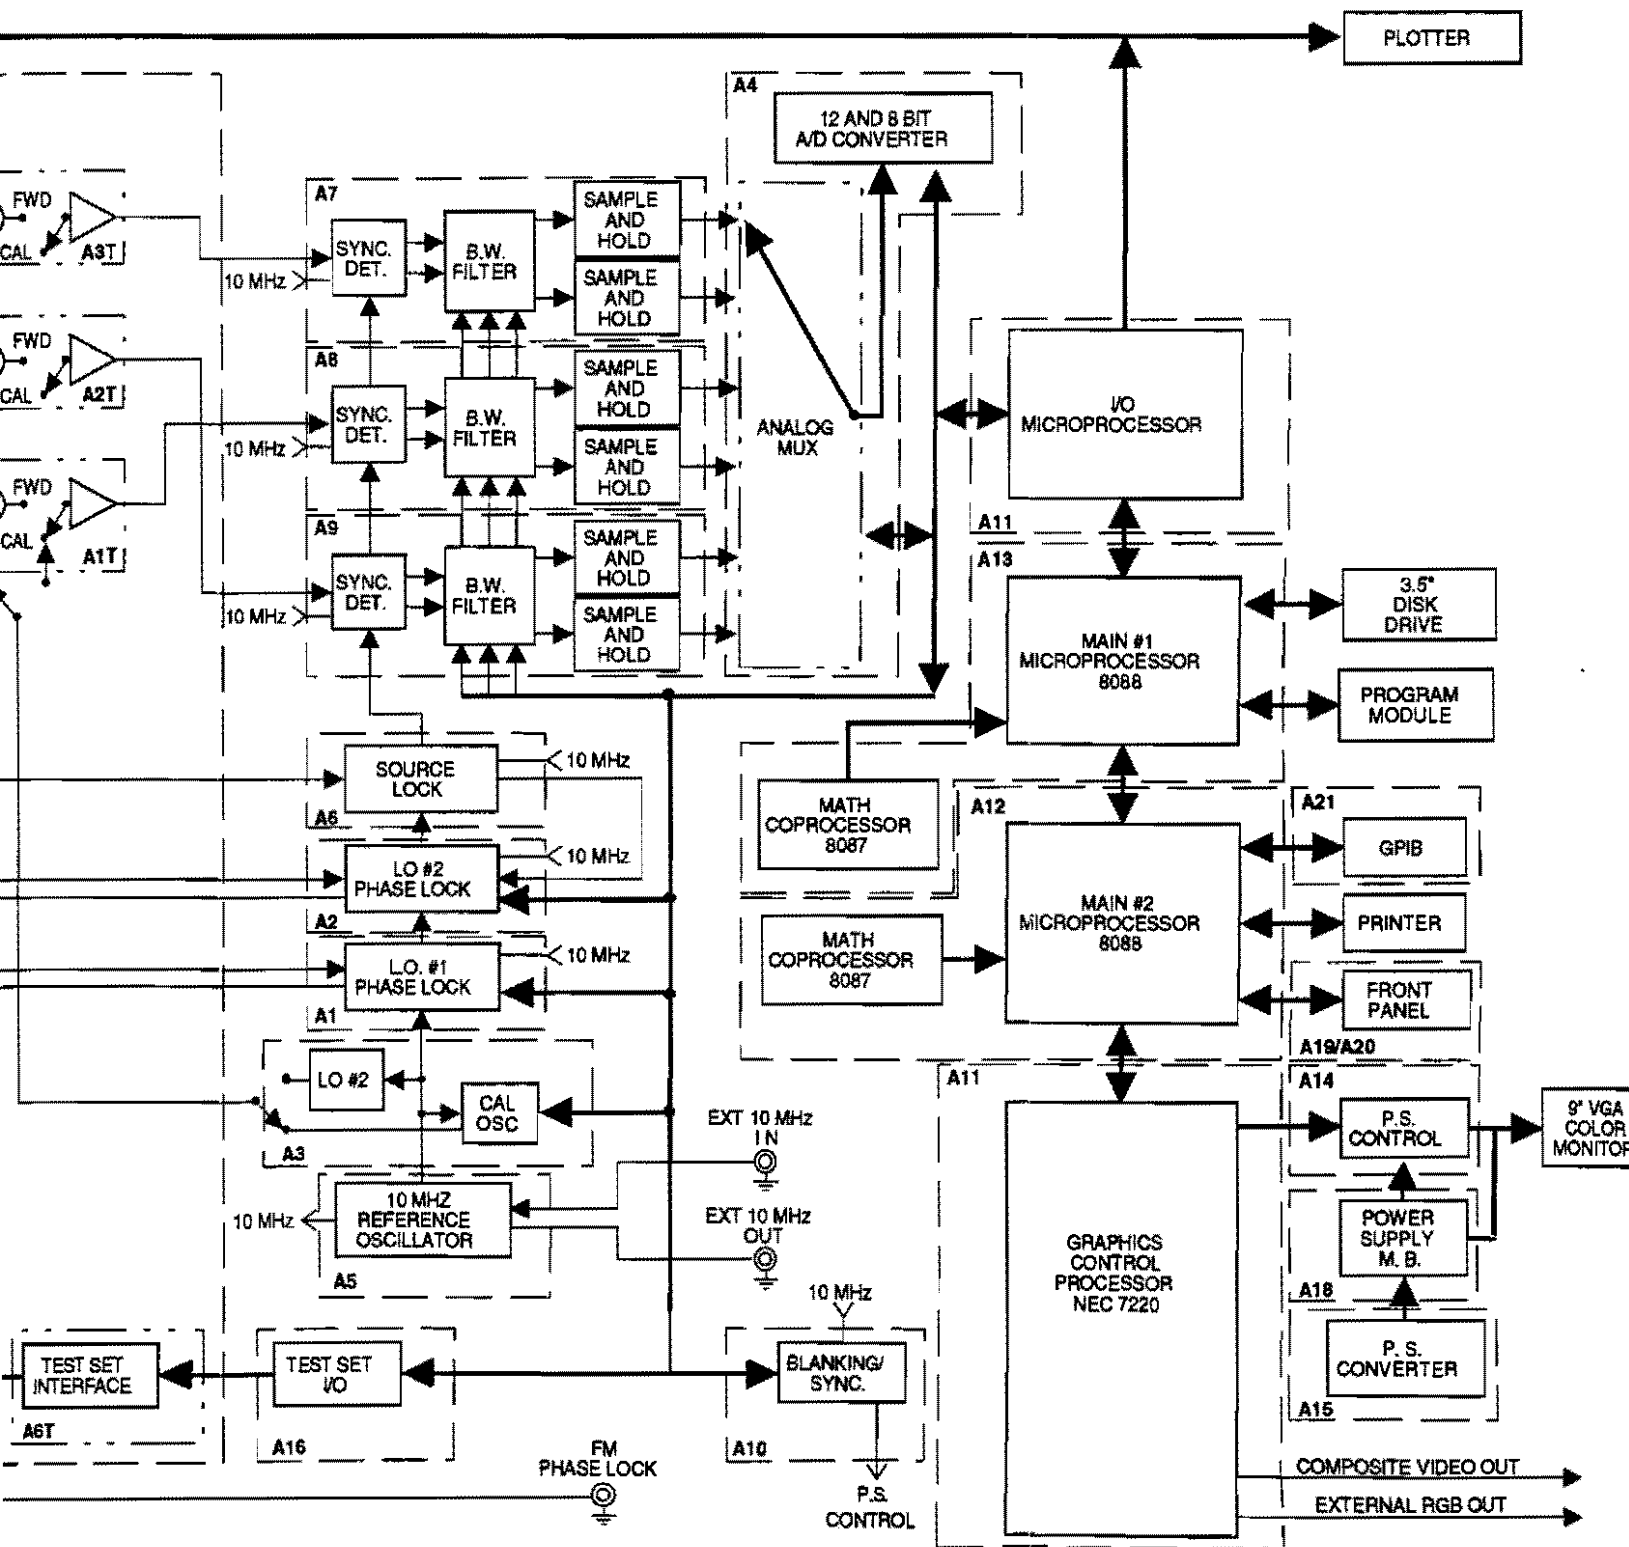 PLOTTER
A4
12 AND 8 BIT
A/D CONVERTER
FWD
CAL
A3T
10 MHz
A7
SYNC.
DET.
B.W.
FILTER
SAMPLE
AND
HOLD
SAMPLE
AND
HOLD
FWD
CAL
A2T
10 MHz
A8
SYNC.
DET.
B.W.
FILTER
SAMPLE
AND
HOLD
SAMPLE
AND
HOLD
ANALOG
MUX
I/O
MICROPROCESSOR
A11
FWD
CAL
A1T
10 MHz
A9
SYNC.
DET.
B.W.
FILTER
SAMPLE
AND
HOLD
SAMPLE
AND
HOLD
A13
MAIN #1
MICROPROCESSOR
8088
3.5"
DISK
DRIVE
PROGRAM
MODULE
SOURCE
LOCK
10 MHz
A6
MATH
COPROCESSOR
8087
A12
A21
GPIB
LO #2
PHASE LOCK
10 MHz
A2
MAIN #2
MICROPROCESSOR
8088
PRINTER
MATH
COPROCESSOR
8087
L.O. #1
PHASE LOCK
10 MHz
A1
FRONT
PANEL
A19/A20
LO #2
CAL
OSC
A3
A11
A14
P.S.
CONTROL
9" VGA
COLOR
MONITOR
EXT 10 MHz
IN
10 MHZ
REFERENCE
OSCILLATOR
10 MHz
A5
EXT 10 MHz
OUT
GRAPHICS
CONTROL
PROCESSOR
NEC 7220
POWER
SUPPLY
M. B.
A18
P. S.
CONVERTER
A15
TEST SET
INTERFACE
A6T
TEST SET
I/O
A16
10 MHz
BLANKING/
SYNC.
A10
P.S.
CONTROL
FM
PHASE LOCK
COMPOSITE VIDEO OUT
EXTERNAL RGB OUT